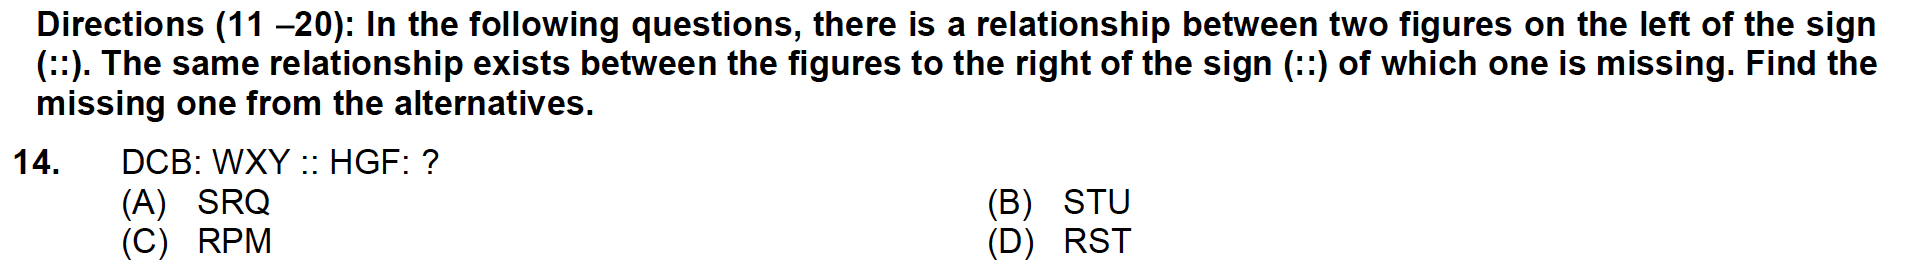 Directions (11 –20): In the following questions, there is a relationship between two figures on the left of the sign
(::). The same relationship exists between the figures to the right of the sign (::) of which one is missing. Find the
missing one from the alternatives.
14. DCB: WXY :: HGF: ?
(A) SRQ (B) STU
(C) RPM (D) RST